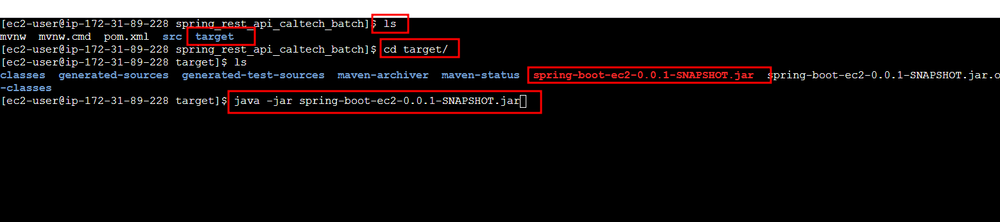 [ec2-user@ip-172-31-89-228 spring_rest_api_caltech_batch]$ ls
mvnw  mvnw.cmd  pom.xml  src  target
[ec2-user@ip-172-31-89-228 spring_rest_api_caltech_batch]$ cd target/
[ec2-user@ip-172-31-89-228 target]$ ls
classes  generated-sources  generated-test-sources  maven-archiver  maven-status  spring-boot-ec2-0.0.1-SNAPSHOT.jar  spring-boot-ec2-0.0.1-SNAPSHOT.jar.o
-classes
[ec2-user@ip-172-31-89-228 target]$ java -jar spring-boot-ec2-0.0.1-SNAPSHOT.jar